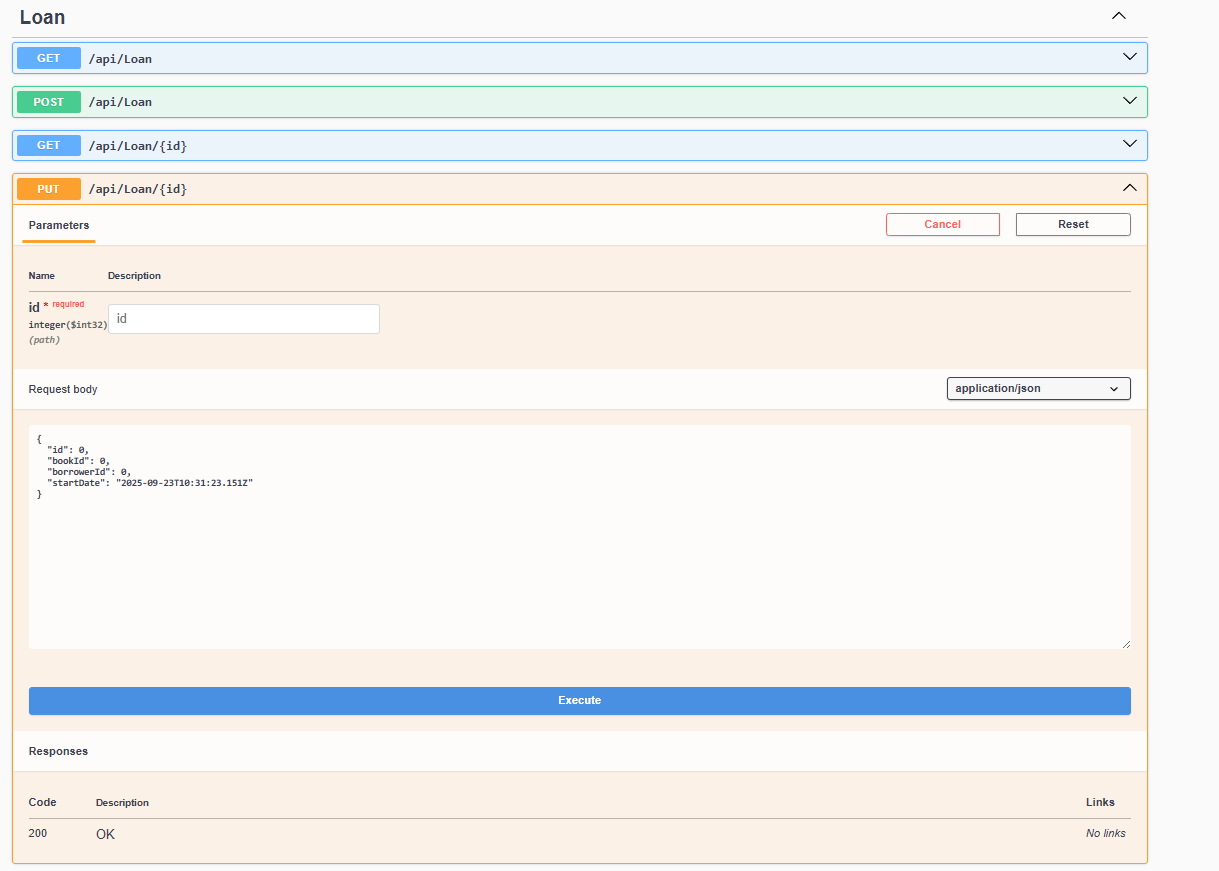 Loan
GET /api/Loan
POST /api/Loan
GET /api/Loan/{id}
PUT /api/Loan/{id}
Parameters Cancel Reset
Name Description
id * required
integer($int32) id
(path)
Request body application/json
{
  "id": 0,
  "bookId": 0,
  "borrowerId": 0,
  "startDate": "2025-09-23T10:31:23.151Z"
}
Execute
Responses
Code Description Links
200 OK No links